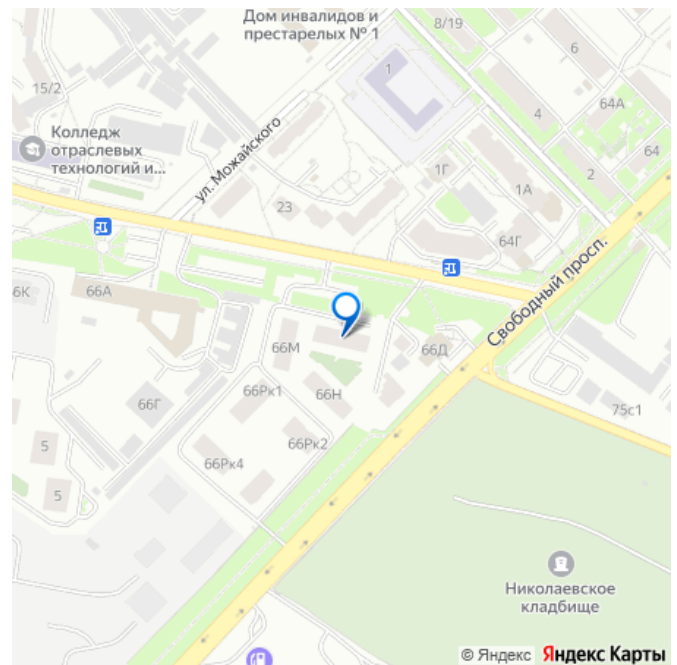 Дом инвалидов и
престарелых № 1
8/19
6
15/2
1
4
64А
Колледж
отраслевых
технологий и...
ул. Можайского
64
1Г
2
1А
23
64Г
Свободный просп.
66А
66М
66Д
66Рк1
66Н
66Г
75с1
66Рк2
5
66Рк4
5
Николаевское
кладбище
© Яндекс Яндекс Карты